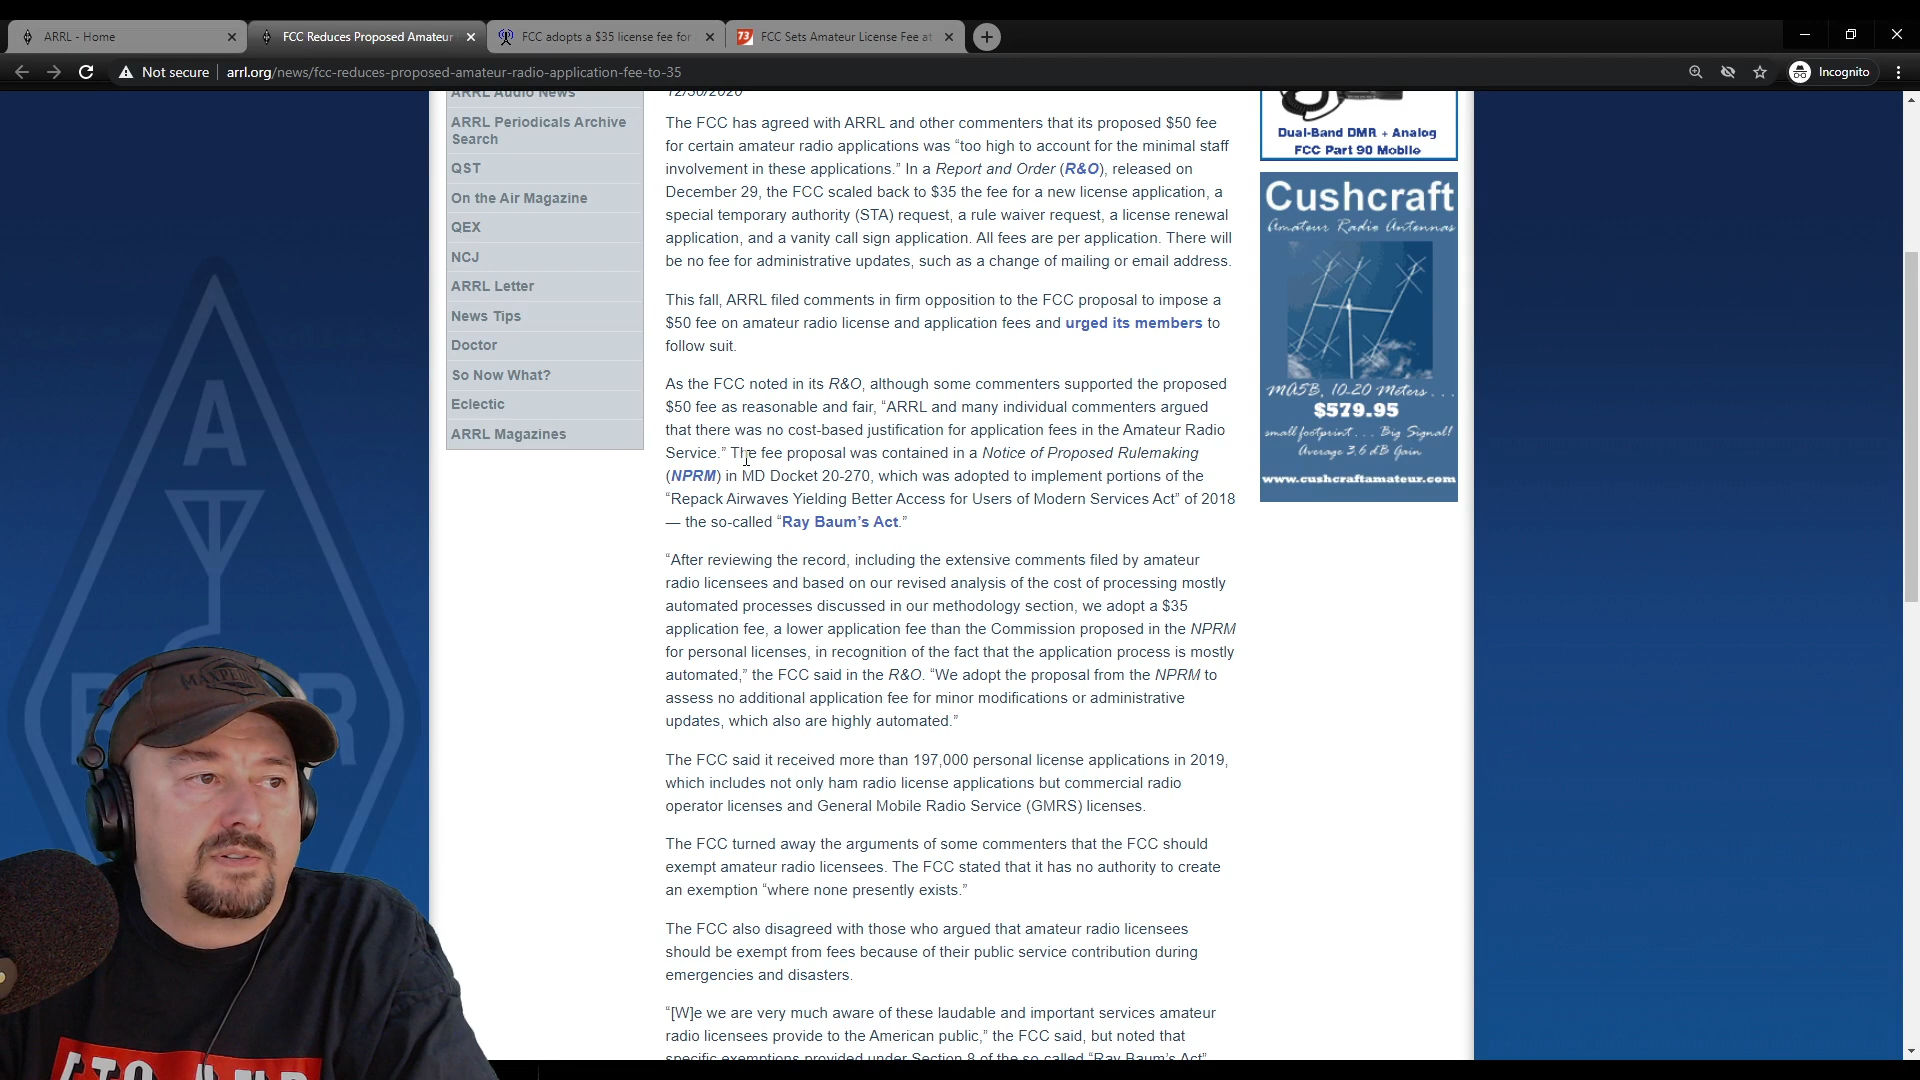 ARRL - Home
FCC Reduces Proposed Amateur
FCC adopts a $35 license fee for
73 FCC Sets Amateur License Fee at
Not secure
arrl.org/news/fcc-reduces-proposed-amateur-radio-application-fee-to-35
Incognito
ARRL Audio News
ARRL Periodicals Archive
Search
QST
On the Air Magazine
QEX
NCJ
ARRL Letter
News Tips
Doctor
So Now What?
Eclectic
ARRL Magazines
12/30/2020
The FCC has agreed with ARRL and other commenters that its proposed $50 fee
for certain amateur radio applications was “too high to account for the minimal staff
involvement in these applications.” In a Report and Order (R&O), released on
December 29, the FCC scaled back to $35 the fee for a new license application, a
special temporary authority (STA) request, a rule waiver request, a license renewal
application, and a vanity call sign application. All fees are per application. There will
be no fee for administrative updates, such as a change of mailing or email address.
This fall, ARRL filed comments in firm opposition to the FCC proposal to impose a
$50 fee on amateur radio license and application fees and urged its members to
follow suit.
As the FCC noted in its R&O, although some commenters supported the proposed
$50 fee as reasonable and fair, “ARRL and many individual commenters argued
that there was no cost-based justification for application fees in the Amateur Radio
Service.” The fee proposal was contained in a Notice of Proposed Rulemaking
(NPRM) in MD Docket 20-270, which was adopted to implement portions of the
“Repack Airwaves Yielding Better Access for Users of Modern Services Act” of 2018
— the so-called “Ray Baum’s Act.”
“After reviewing the record, including the extensive comments filed by amateur
radio licensees and based on our revised analysis of the cost of processing mostly
automated processes discussed in our methodology section, we adopt a $35
application fee, a lower application fee than the Commission proposed in the NPRM
for personal licenses, in recognition of the fact that the application process is mostly
automated,” the FCC said in the R&O. “We adopt the proposal from the NPRM to
assess no additional application fee for minor modifications or administrative
updates, which also are highly automated.”
The FCC said it received more than 197,000 personal license applications in 2019,
which includes not only ham radio license applications but commercial radio
operator licenses and General Mobile Radio Service (GMRS) licenses.
The FCC turned away the arguments of some commenters that the FCC should
exempt amateur radio licensees. The FCC stated that it has no authority to create
an exemption “where none presently exists.”
The FCC also disagreed with those who argued that amateur radio licensees
should be exempt from fees because of their public service contribution during
emergencies and disasters.
“[W]e we are very much aware of these laudable and important services amateur
radio licensees provide to the American public,” the FCC said, but noted that
specific exemptions provided under Section 8 of the so-called “Ray Baum’s Act”
Dual-Band DMR + Analog
FCC Part 90 Mobile
Cushcraft
Amateur Radio Antennas
MA5B, 10-20 Meters...
$579.95
small footprint... Big Signal!
Average 3.6 dB Gain
www.cushcraftamateur.com
A
R R
MAXPEDI